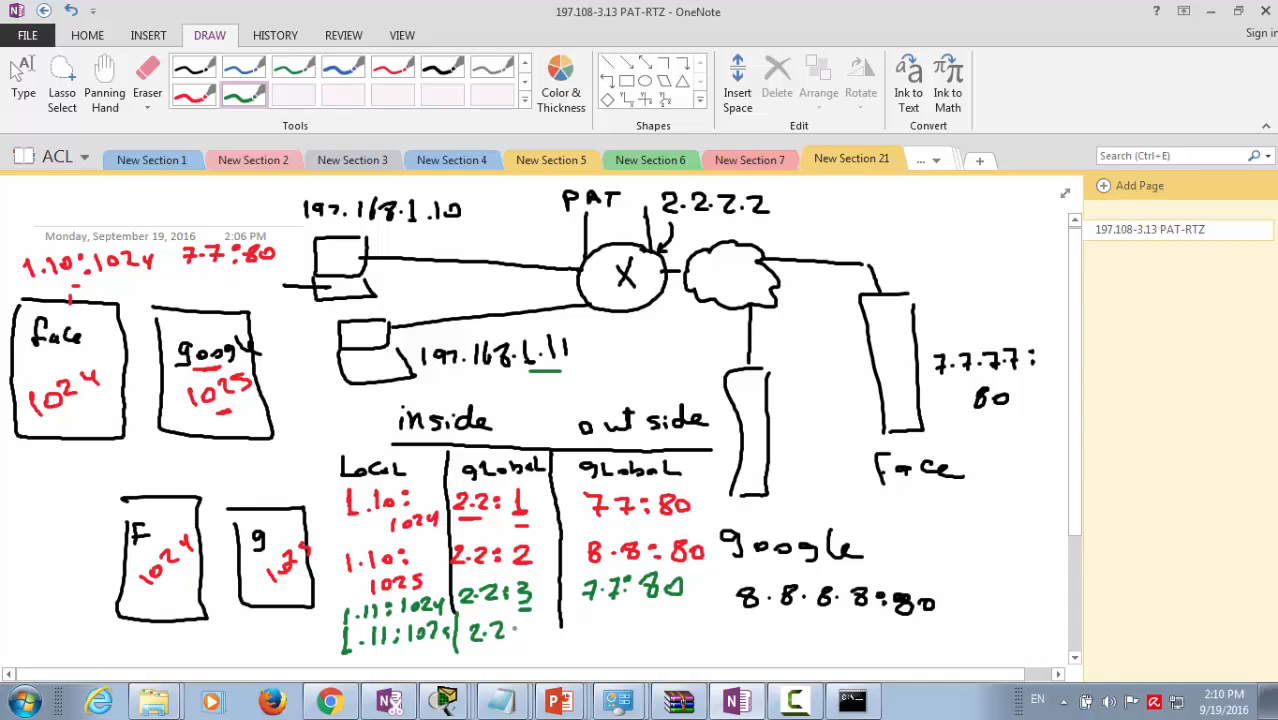 197.108-3.13 PAT-RTZ - OneNote
FILE HOME INSERT DRAW HISTORY REVIEW VIEW
Sign in
Type
Lasso Select
Panning Hand
Eraser
Color & Thickness
Insert Space
Delete
Arrange
Rotate
Ink to Text
Ink to Math
Tools
Shapes
Edit
Convert
ACL
New Section 1
New Section 2
New Section 3
New Section 4
New Section 5
New Section 6
New Section 7
New Section 21
...
Search (Ctrl+E)
Add Page
197.108-3.13 PAT-RTZ
Monday, September 19, 2016 2:06 PM
197.168.1.10
PAT
2.2.2.2
X
1.10:1024
7.7:80
Face
1024
google
1025
197.168.1.11
7.7.7.7:
80
Face
inside
outside
Local
gLobaL
gLobaL
1.10:
1024
2.2:1
7 7:80
1.10:
1025
2.2:2
8.8:80
1.11:1024
2.2:3
7.7:80
1.11:1025
2.2
F
1024
g
google
8.8.8.8:80
EN
2:10 PM
9/19/2016